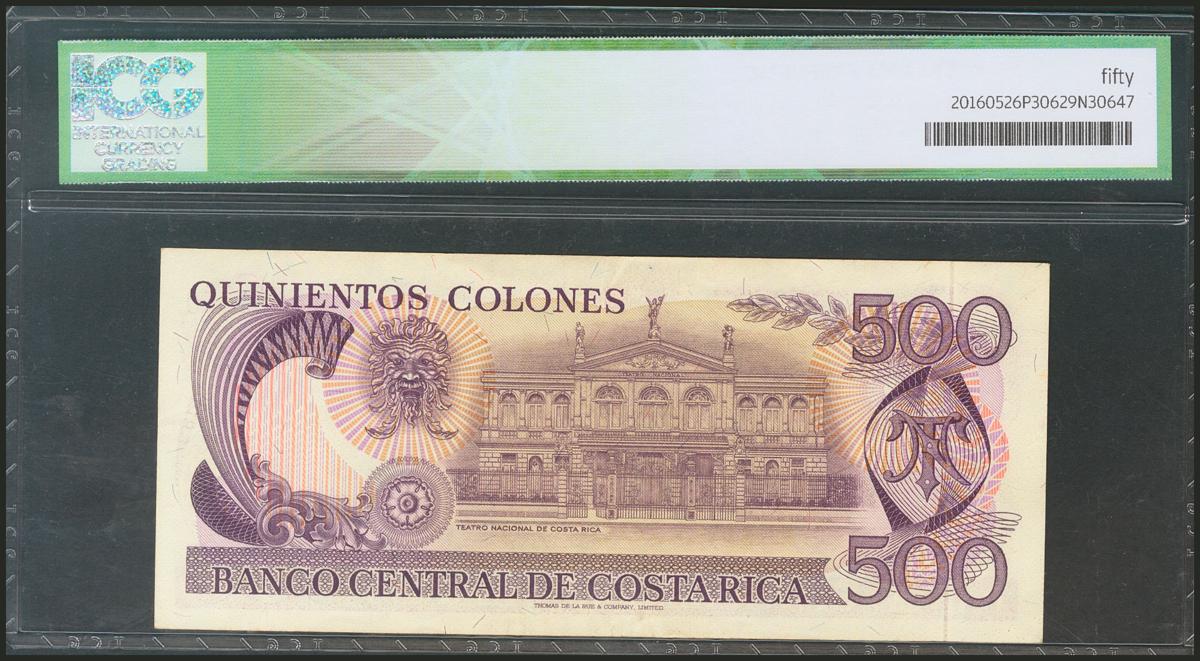 ICG
INTERNATIONAL
CURRENCY
GRADING
fifty
20160526P30629N30647
QUINIENTOS COLONES
500
TEATRO NACIONAL DE COSTA RICA
500
BANCO CENTRAL DE COSTA RICA
THOMAS DE LA RUE & COMPANY, LIMITED.